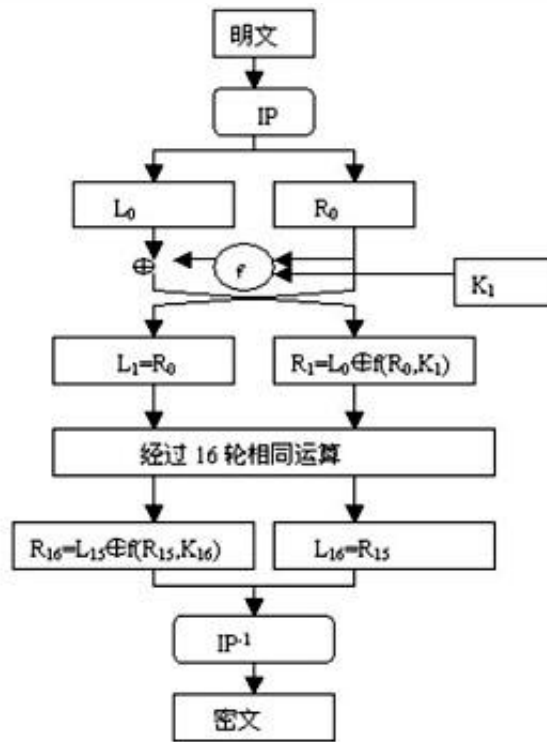 明文
IP
L₀
R₀
⊕
f
K₁
L₁=R₀
R₁=L₀⊕f(R₀,K₁)
经过 16 轮相同运算
R₁₆=L₁₅⊕f(R₁₅,K₁₆)
L₁₆=R₁₅
IP⁻¹
密文